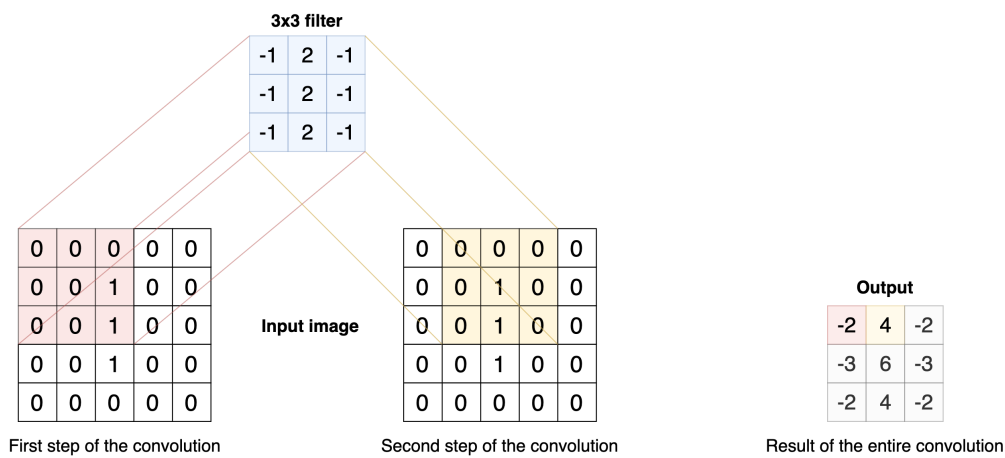 3x3 filter
-1 2 -1
-1 2 -1
-1 2 -1
0 0 0 0 0
0 0 1 0 0
0 0 1 0 0
0 0 1 0 0
0 0 0 0 0
First step of the convolution
Input image
0 0 0 0 0
0 0 1 0 0
0 0 1 0 0
0 0 1 0 0
0 0 0 0 0
Second step of the convolution
Output
-2 4 -2
-3 6 -3
-2 4 -2
Result of the entire convolution